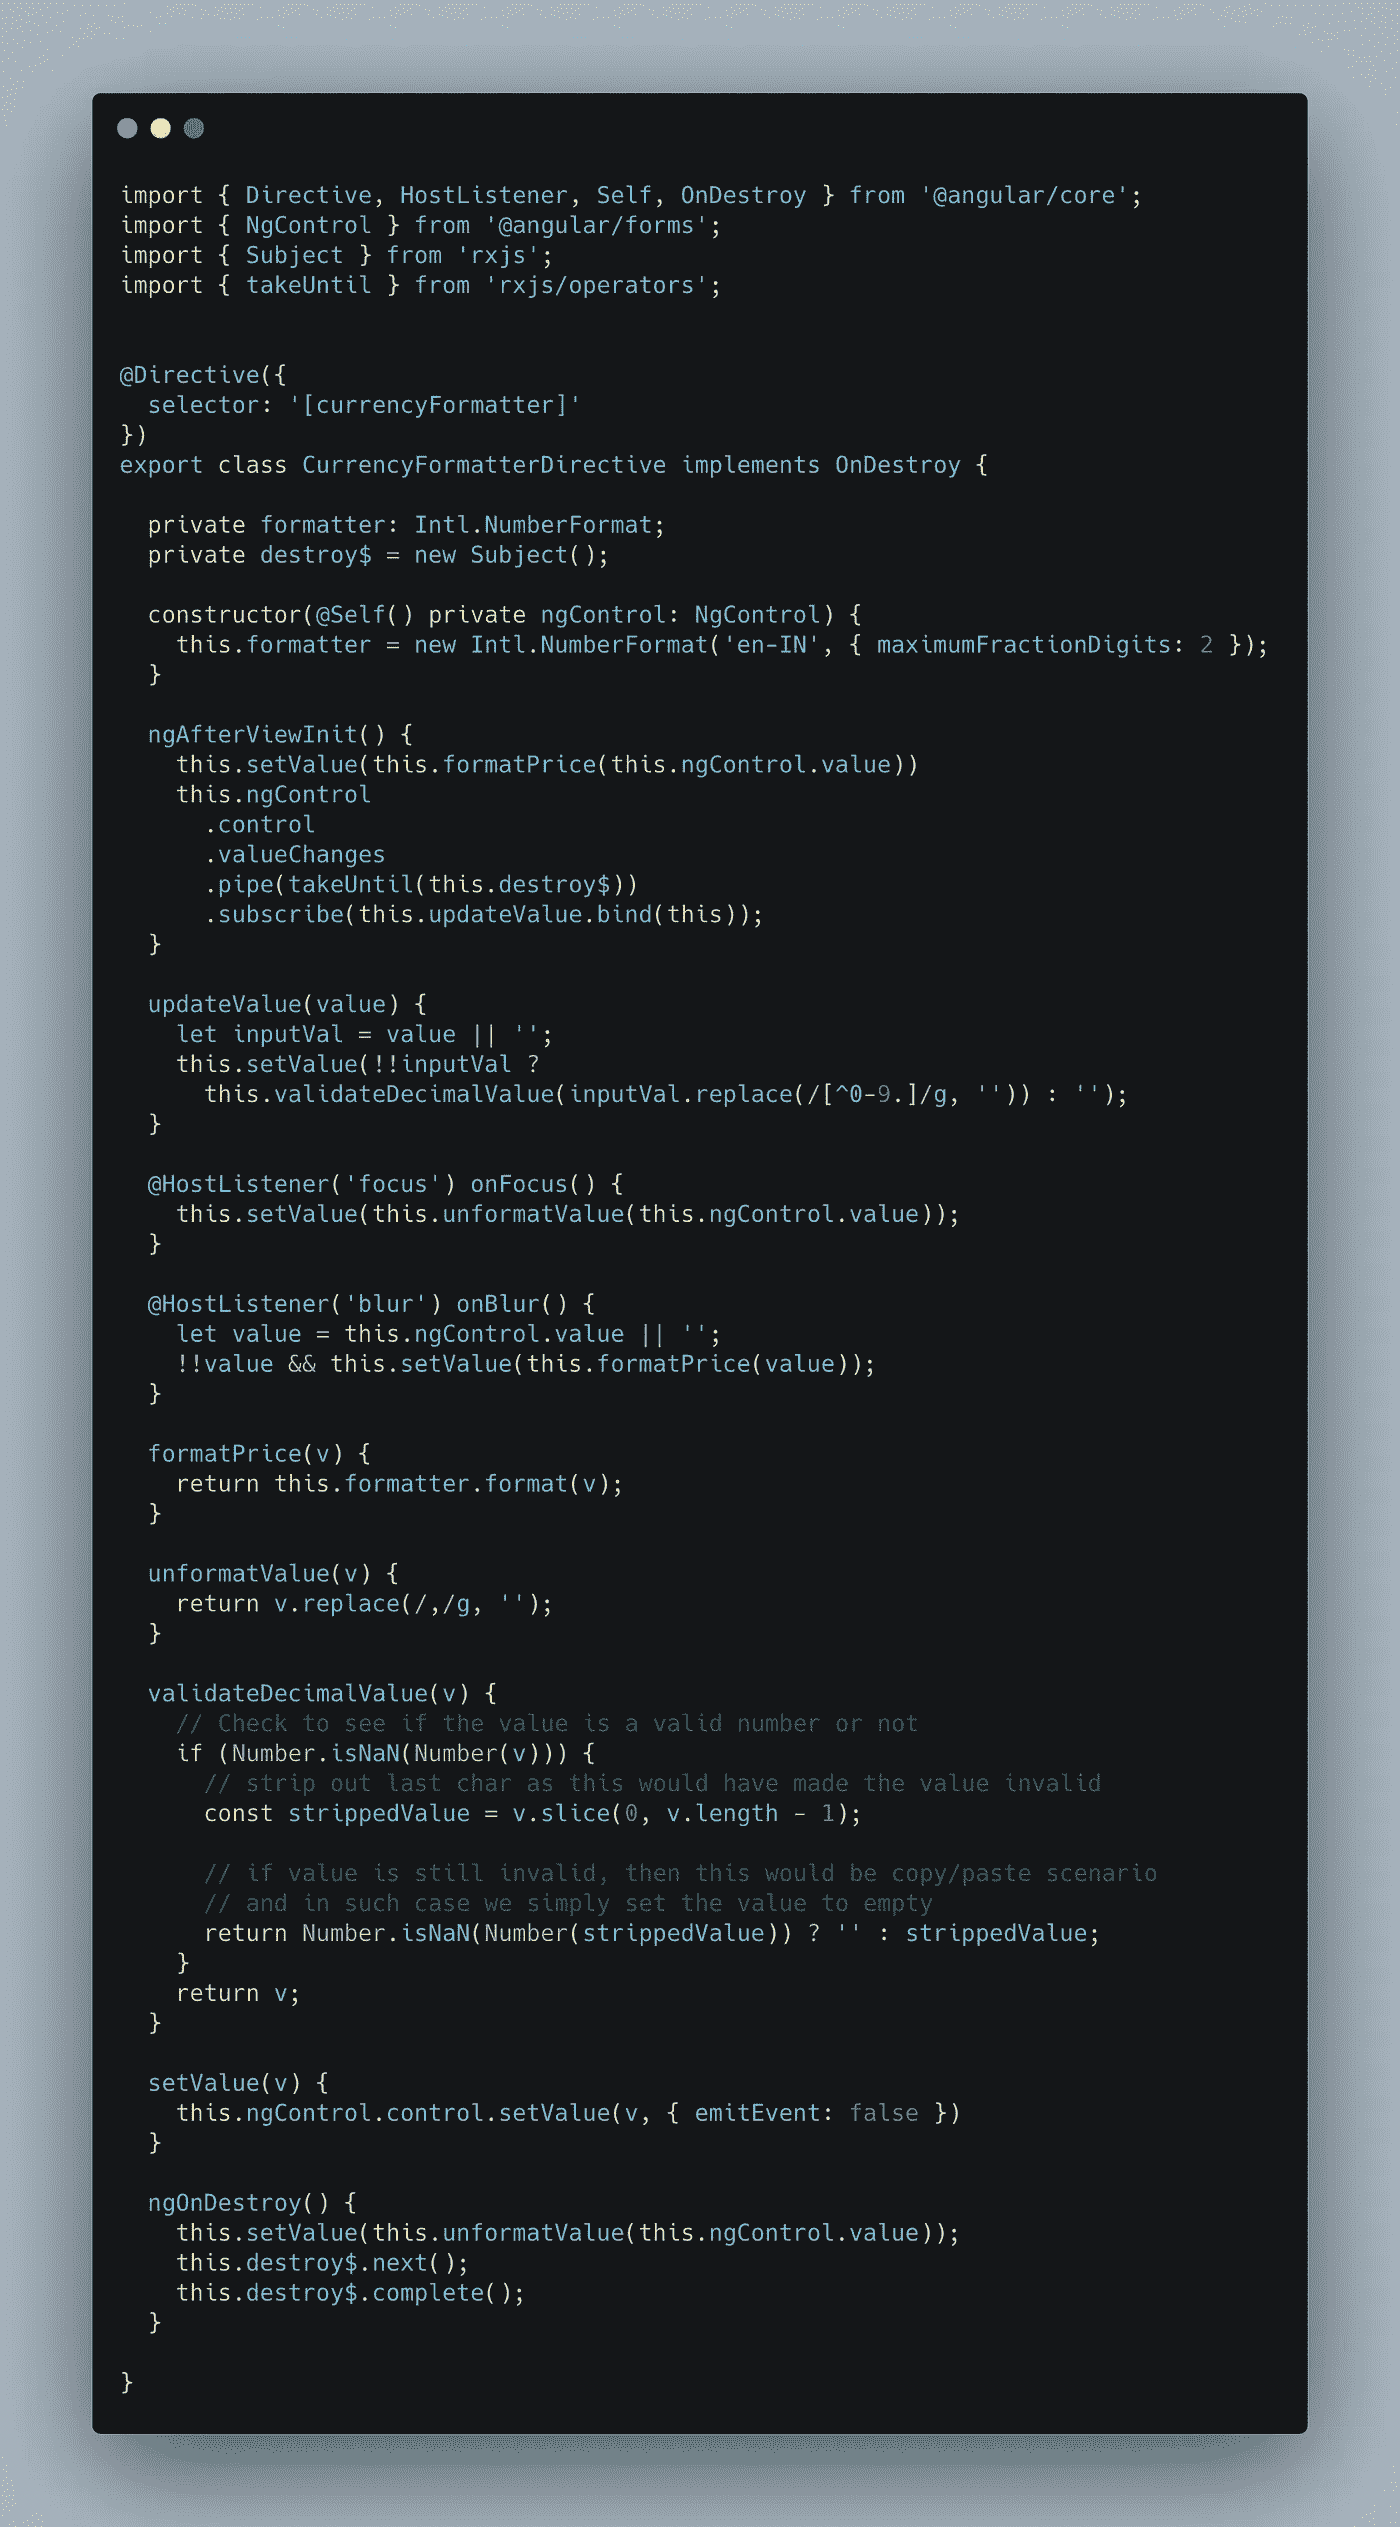 import { Directive, HostListener, Self, OnDestroy } from '@angular/core';
import { NgControl } from '@angular/forms';
import { Subject } from 'rxjs';
import { takeUntil } from 'rxjs/operators';
@Directive({
  selector: '[currencyFormatter]'
})
export class CurrencyFormatterDirective implements OnDestroy {
  private formatter: Intl.NumberFormat;
  private destroy$ = new Subject();
  constructor(@Self() private ngControl: NgControl) {
    this.formatter = new Intl.NumberFormat('en-IN', { maximumFractionDigits: 2 });
  }
  ngAfterViewInit() {
    this.setValue(this.formatPrice(this.ngControl.value))
    this.ngControl
      .control
      .valueChanges
      .pipe(takeUntil(this.destroy$))
      .subscribe(this.updateValue.bind(this));
  }
  updateValue(value) {
    let inputVal = value || '';
    this.setValue(!!inputVal ?
      this.validateDecimalValue(inputVal.replace(/[^0-9.]/g, '')) : '');
  }
  @HostListener('focus') onFocus() {
    this.setValue(this.unformatValue(this.ngControl.value));
  }
  @HostListener('blur') onBlur() {
    let value = this.ngControl.value || '';
    !!value && this.setValue(this.formatPrice(value));
  }
  formatPrice(v) {
    return this.formatter.format(v);
  }
  unformatValue(v) {
    return v.replace(/,/g, '');
  }
  validateDecimalValue(v) {
    // Check to see if the value is a valid number or not
    if (Number.isNaN(Number(v))) {
      // strip out last char as this would have made the value invalid
      const strippedValue = v.slice(0, v.length - 1);
      // if value is still invalid, then this would be copy/paste scenario
      // and in such case we simply set the value to empty
      return Number.isNaN(Number(strippedValue)) ? '' : strippedValue;
    }
    return v;
  }
  setValue(v) {
    this.ngControl.control.setValue(v, { emitEvent: false })
  }
  ngOnDestroy() {
    this.setValue(this.unformatValue(this.ngControl.value));
    this.destroy$.next();
    this.destroy$.complete();
  }
}